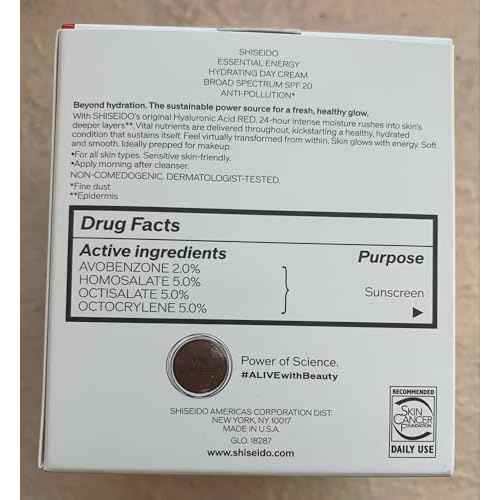 SHISEIDO
ESSENTIAL ENERGY
HYDRATING DAY CREAM
BROAD SPECTRUM SPF 20
ANTI-POLLUTION*
Beyond hydration. The sustainable power source for a fresh, healthy glow.
With SHISEIDO's original Hyaluronic Acid RED, 24-hour intense moisture rushes into skin's
deeper layers**. Vital nutrients are delivered throughout, kickstarting a healthy, hydrated
condition that sustains itself. Feel virtually transformed from within. Skin glows with energy. Soft
and smooth. Ideally prepped for makeup.
•For all skin types. Sensitive skin-friendly.
•Apply morning after cleanser.
NON-COMEDOGENIC. DERMATOLOGIST-TESTED.
*Fine dust
**Epidermis
Drug Facts
Active ingredients Purpose
AVOBENZONE 2.0%
HOMOSALATE 5.0%
OCTISALATE 5.0% Sunscreen
OCTOCRYLENE 5.0%
Power of Science.
#ALIVEwithBeauty
SHISEIDO AMERICAS CORPORATION DIST.
NEW YORK, NY 10017
MADE IN U.S.A.
GLO. 18287
www.shiseido.com
RECOMMENDED
SKIN
CANCER
FOUNDATION
DAILY USE